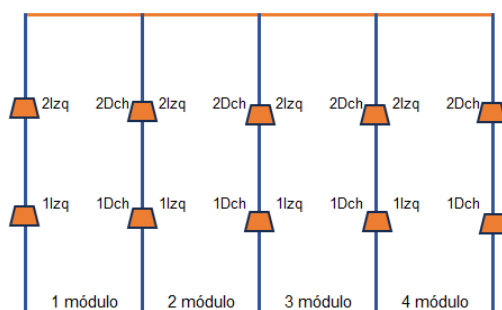 2Izq 2Dch 2Izq 2Dch 2Izq 2Dch 2Izq 2Dch
1Izq 1Dch 1Izq 1Dch 1Izq 1Dch 1Izq 1Dch
1 módulo 2 módulo 3 módulo 4 módulo